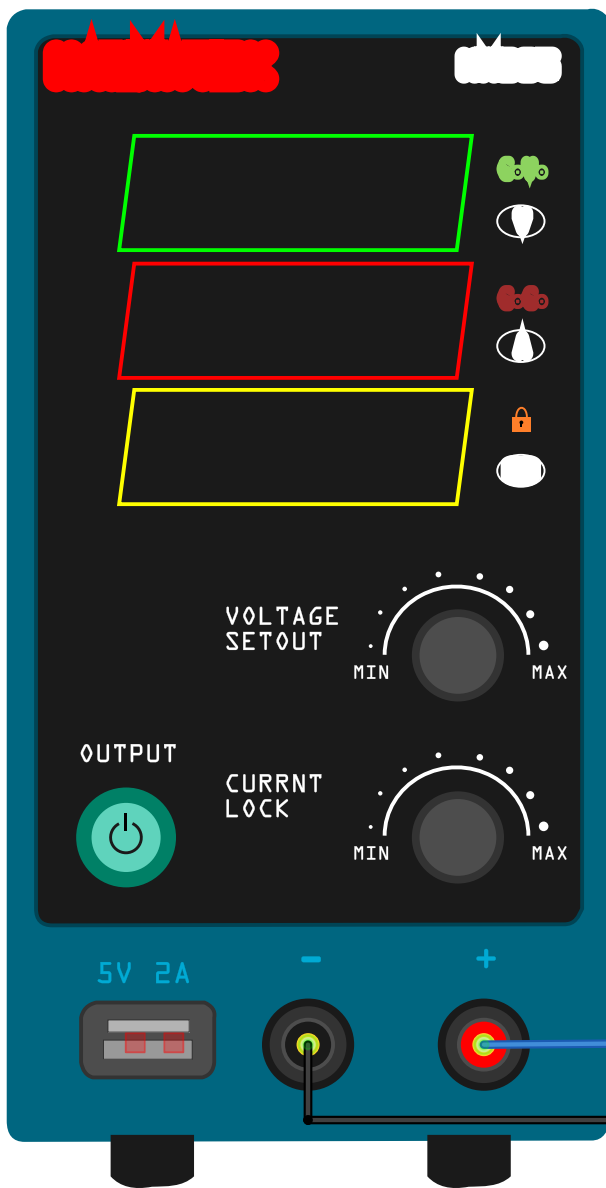 VOLTAGE
SETOUT
MIN
MAX
OUTPUT
CURRNT
LOCK
MIN
MAX
- +
5V 2A